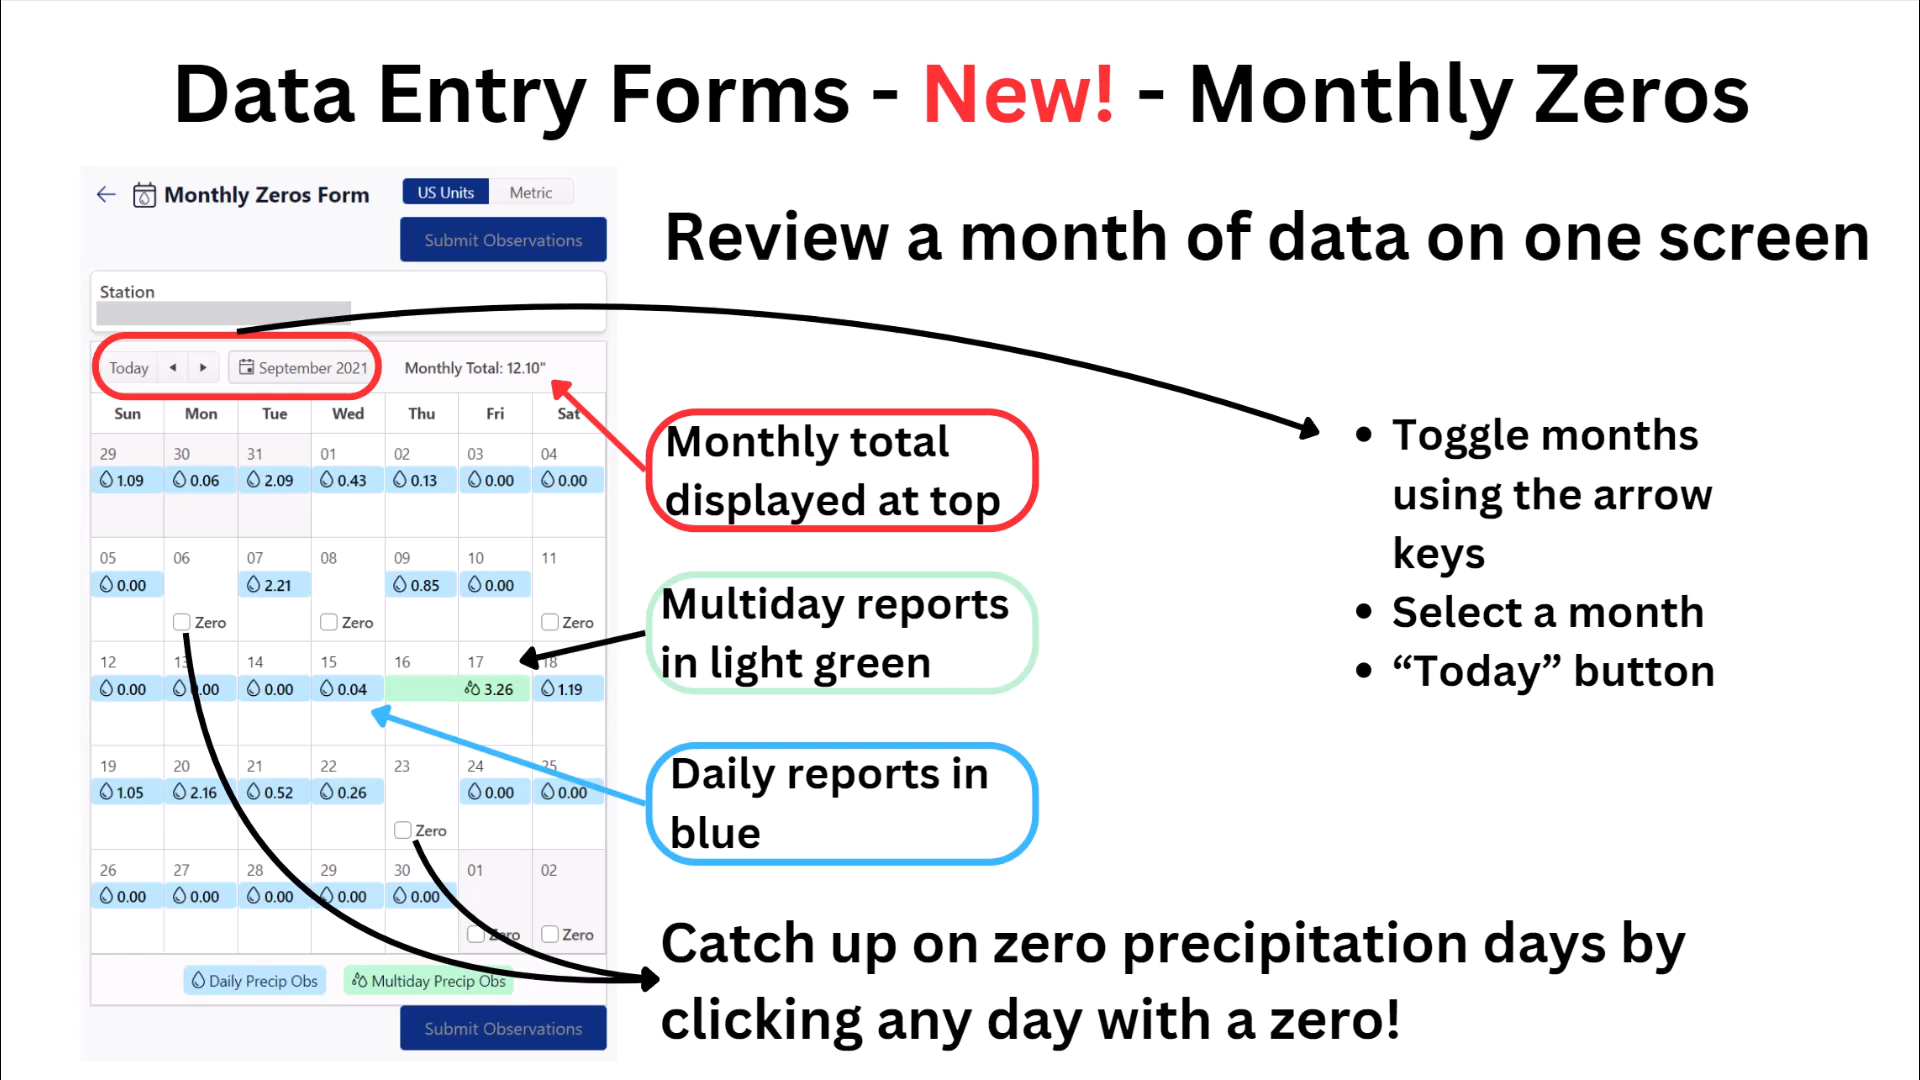 Data Entry Forms - New! - Monthly Zeros
Monthly Zeros Form
US Units Metric
Submit Observations
Review a month of data on one screen
Station
Today September 2021 Monthly Total: 12.10"
Sun Mon Tue Wed Thu Fri Sat
29 30 31 01 02 03 04
1.09 0.06 2.09 0.43 0.13 0.00 0.00
05 06 07 08 09 10 11
0.00 2.21 0.85 0.00
Zero Zero Zero
12 13 14 15 16 17 18
0.00 0.00 0.00 0.04 3.26 1.19
19 20 21 22 23 24 25
1.05 2.16 0.52 0.26 0.00 0.00
Zero
26 27 28 29 30 01 02
0.00 0.00 0.00 0.00 0.00
Zero Zero
Daily Precip Obs Multiday Precip Obs
Submit Observations
Monthly total
displayed at top
Multiday reports
in light green
Daily reports in
blue
• Toggle months
using the arrow
keys
• Select a month
• “Today” button
Catch up on zero precipitation days by
clicking any day with a zero!